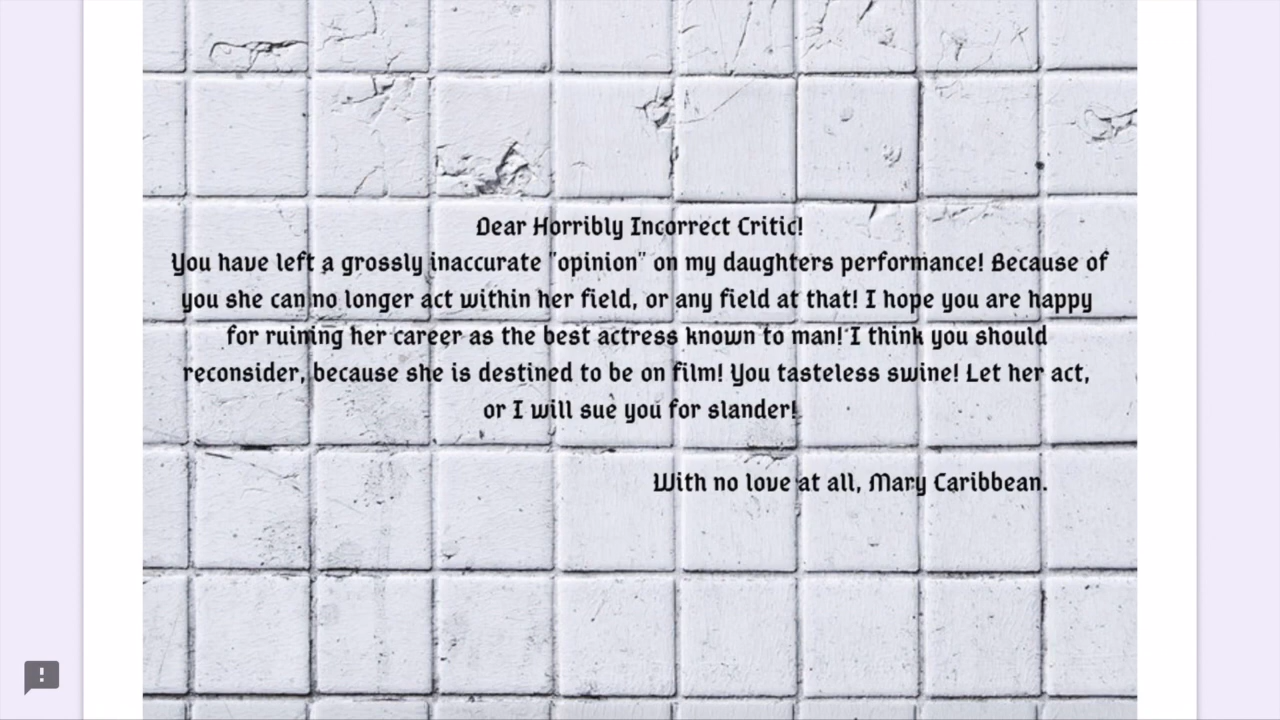 Dear Horribly Incorrect Critic!
You have left a grossly inaccurate "opinion" on my daughters performance! Because of
you she can no longer act within her field, or any field at that! I hope you are happy
for ruining her career as the best actress known to man! I think you should
reconsider, because she is destined to be on film! You tasteless swine! Let her act,
or I will sue you for slander!
With no love at all, Mary Caribbean.